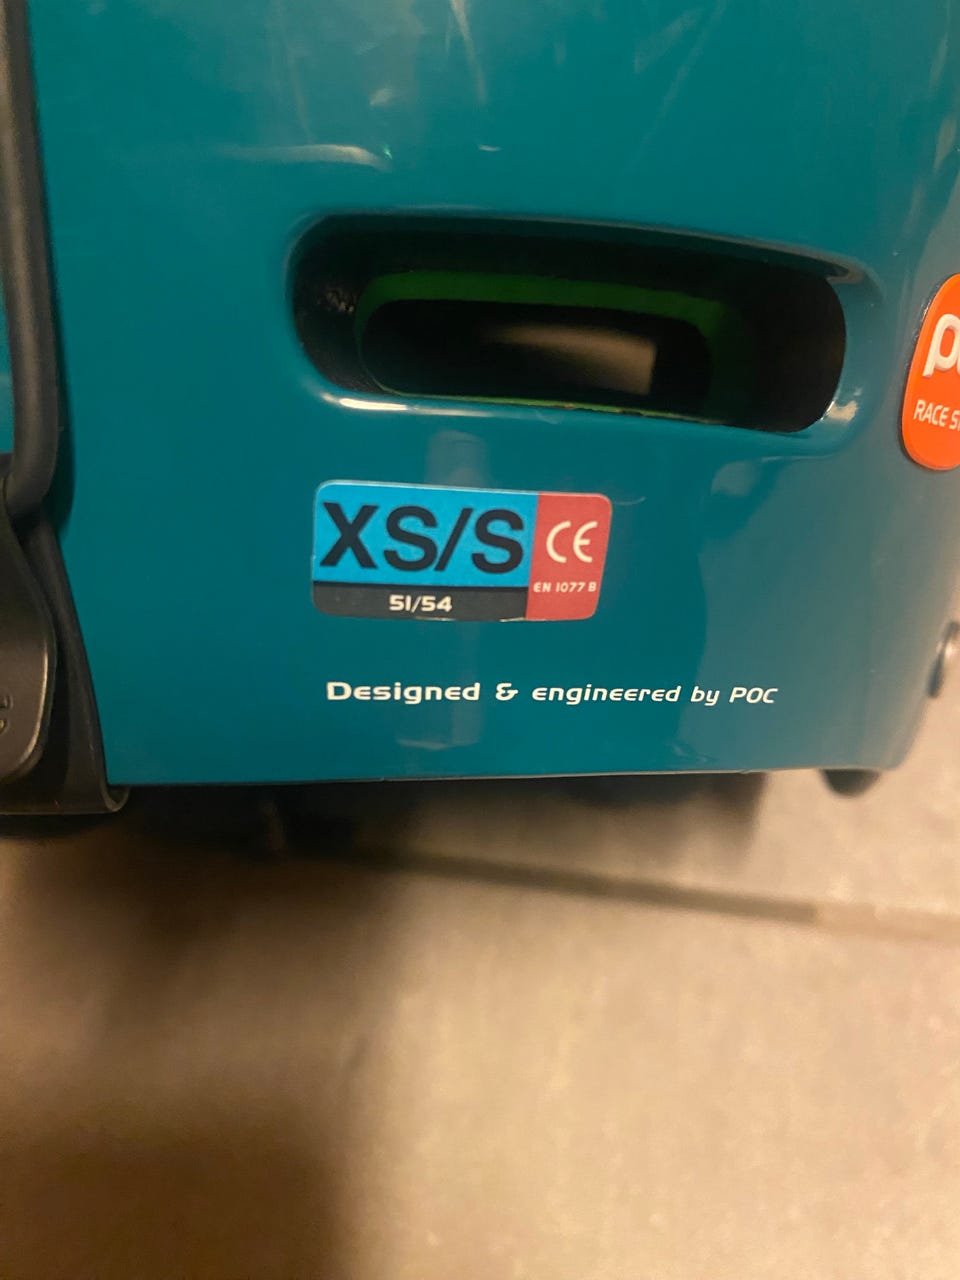 RACE
XS/S
CE
EN 1077 B
51/54
Designed & engineered by POC